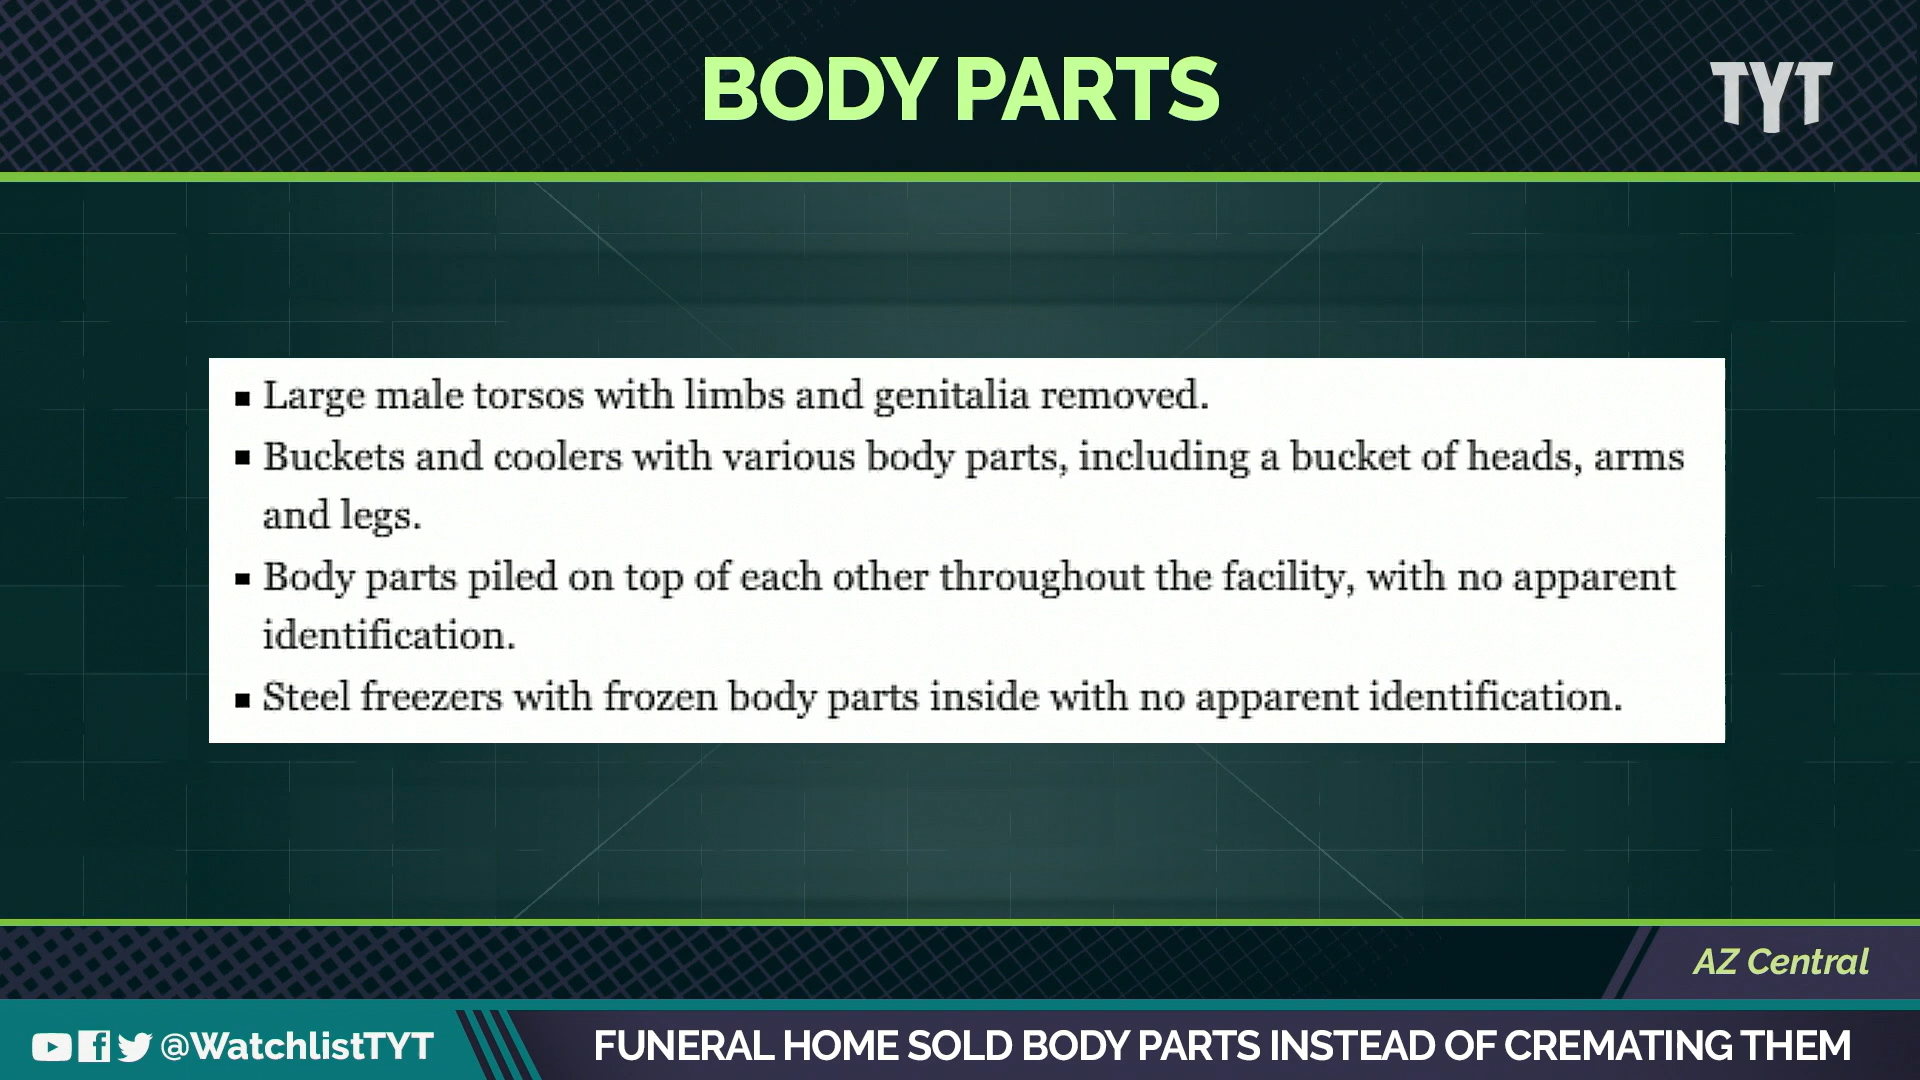 BODY PARTS
TYT
▪ Large male torsos with limbs and genitalia removed.
▪ Buckets and coolers with various body parts, including a bucket of heads, arms
and legs.
▪ Body parts piled on top of each other throughout the facility, with no apparent
identification.
▪ Steel freezers with frozen body parts inside with no apparent identification.
AZ Central
@WatchlistTYT
FUNERAL HOME SOLD BODY PARTS INSTEAD OF CREMATING THEM